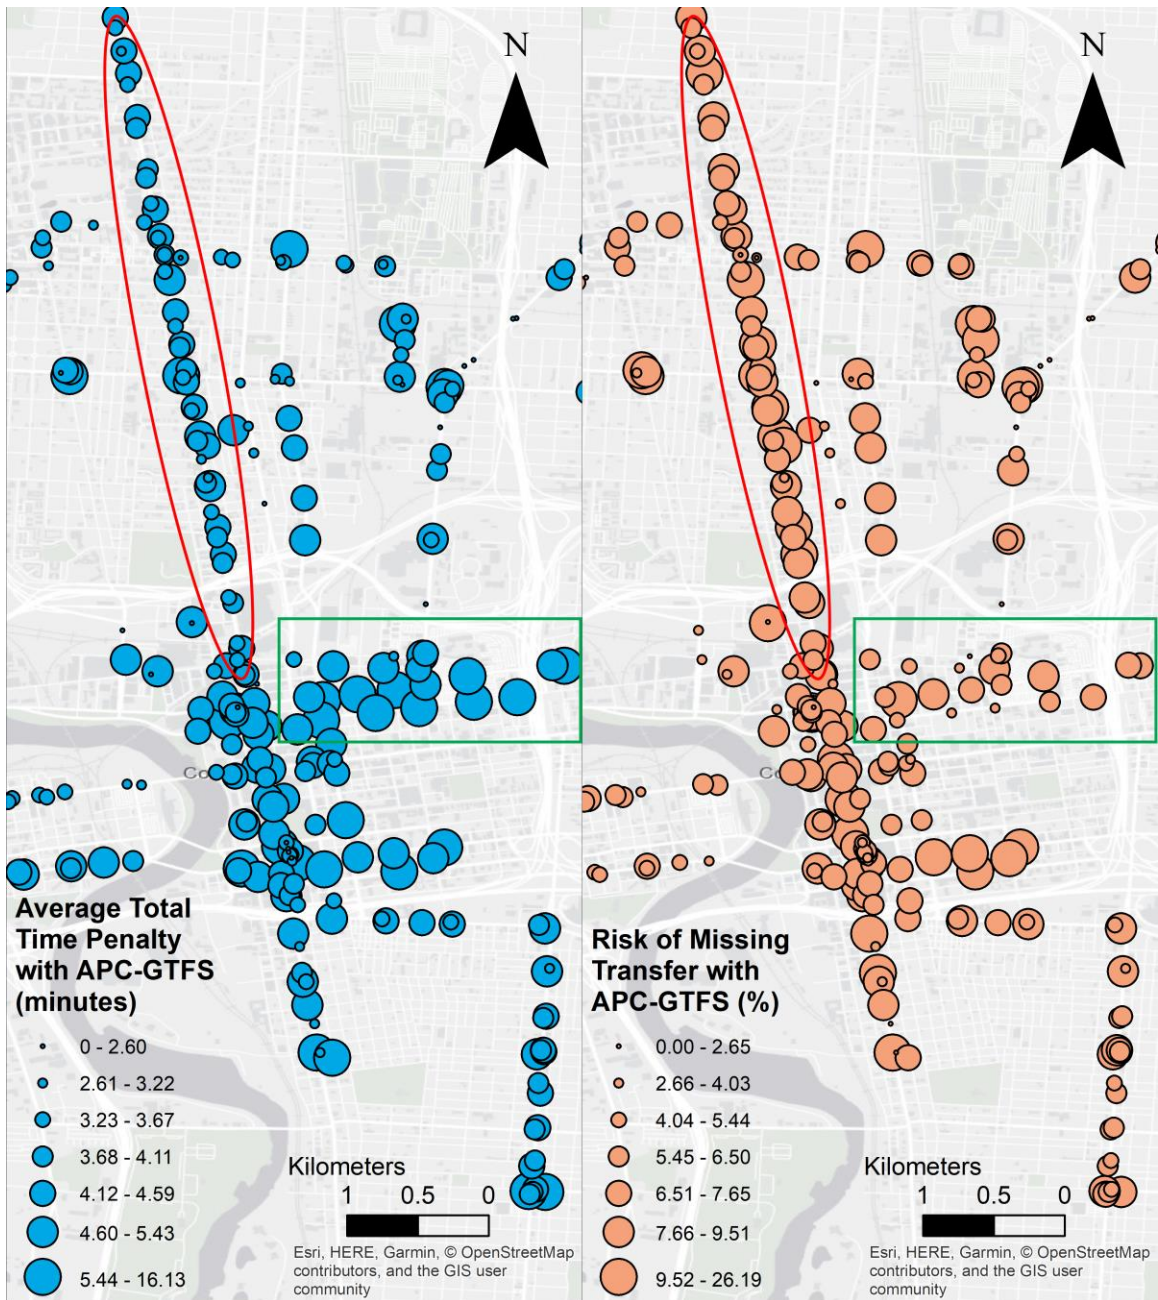 N
Co
Average Total
Time Penalty
with APC-GTFS
(minutes)
0 - 2.60
2.61 - 3.22
3.23 - 3.67
3.68 - 4.11
4.12 - 4.59
4.60 - 5.43
5.44 - 16.13
Kilometers
1 0.5 0
Esri, HERE, Garmin, © OpenStreetMap
contributors, and the GIS user
community
N
Co
Risk of Missing
Transfer with
APC-GTFS (%)
0.00 - 2.65
2.66 - 4.03
4.04 - 5.44
5.45 - 6.50
6.51 - 7.65
7.66 - 9.51
9.52 - 26.19
Kilometers
1 0.5 0
Esri, HERE, Garmin, © OpenStreetMap
contributors, and the GIS user
community